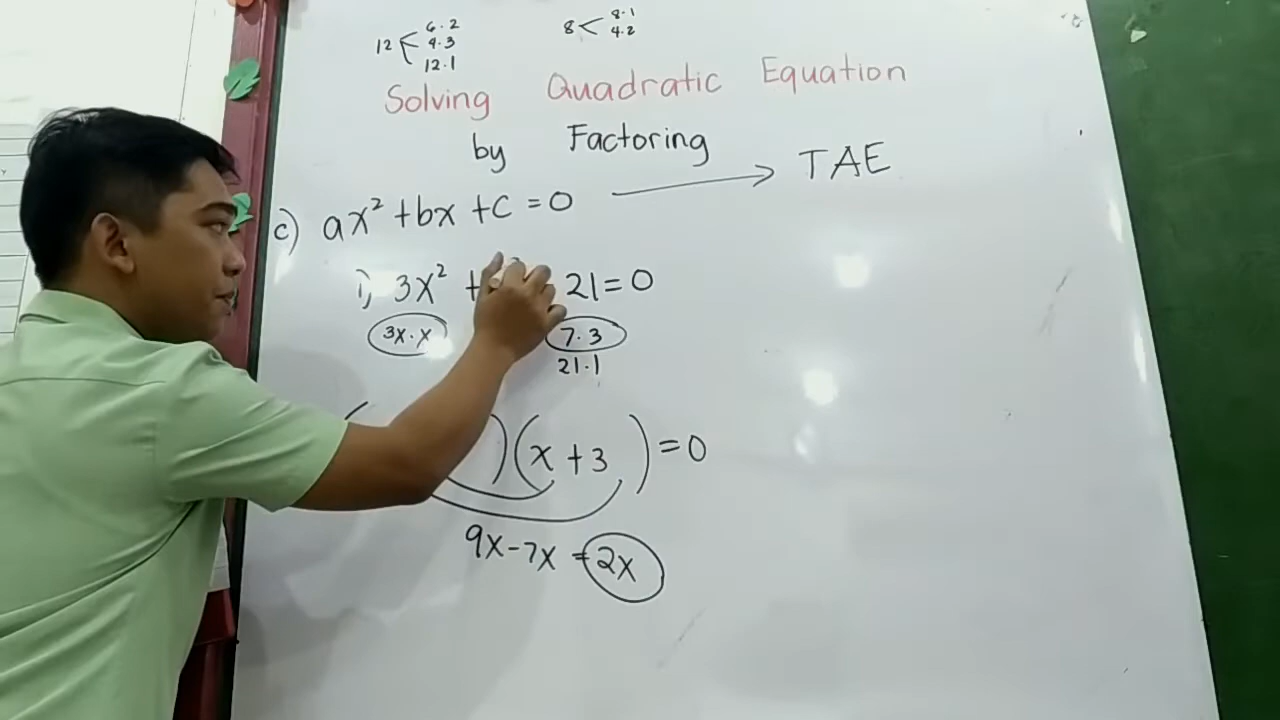 12 < 6·2
4·3
12·1
8 < 8·1
4·2
Solving Quadratic Equation
by Factoring
c) ax² + bx + c = 0 → TAE
i) 3x² + 21 = 0
3x·x 7·3
21·1
( )(x + 3 ) = 0
9x - 7x = 2x